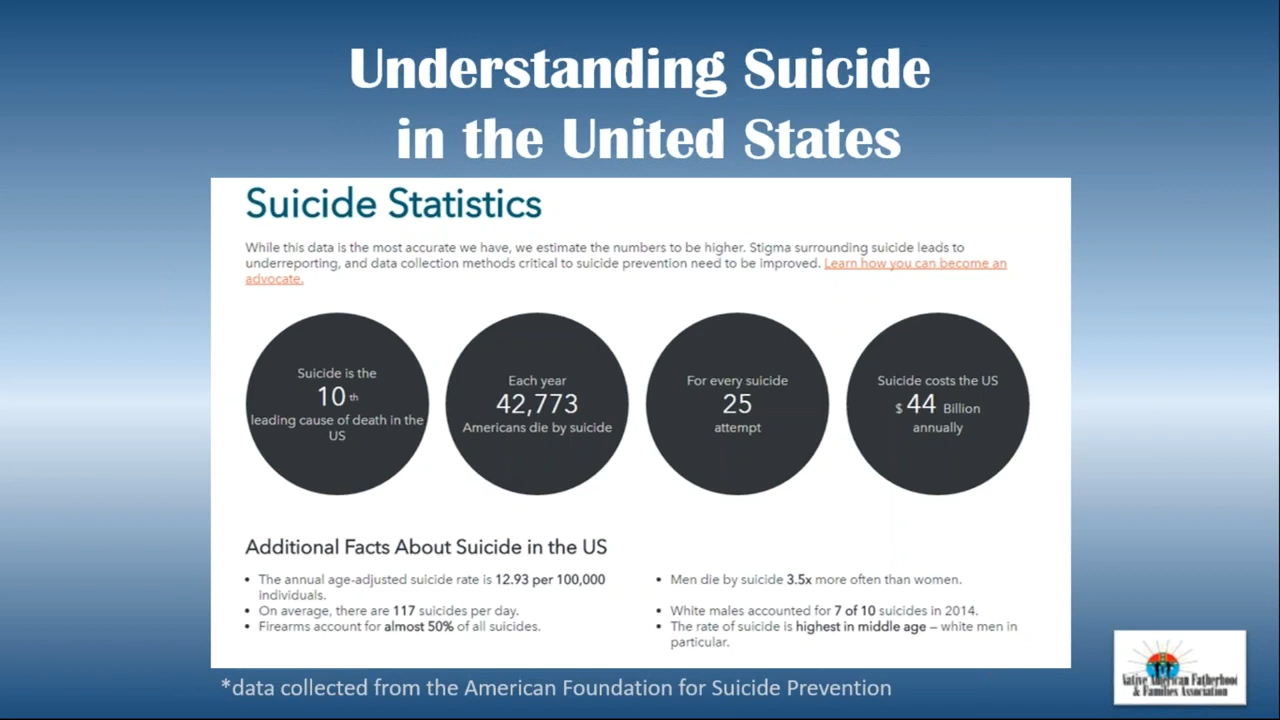 Understanding Suicide
in the United States
Suicide Statistics
While this data is the most accurate we have, we estimate the numbers to be higher. Stigma surrounding suicide leads to
underreporting, and data collection methods critical to suicide prevention need to be improved. Learn how you can become an
advocate.
Suicide is the
10 th
leading cause of death in the
US
Each year
42,773
Americans die by suicide
For every suicide
25
attempt
Suicide costs the US
$ 44 Billion
annually
Additional Facts About Suicide in the US
• The annual age-adjusted suicide rate is 12.93 per 100,000
individuals.
• On average, there are 117 suicides per day.
• Firearms account for almost 50% of all suicides.
• Men die by suicide 3.5x more often than women.
• White males accounted for 7 of 10 suicides in 2014.
• The rate of suicide is highest in middle age – white men in
particular.
*data collected from the American Foundation for Suicide Prevention
Native American Fatherhood
& Families Association